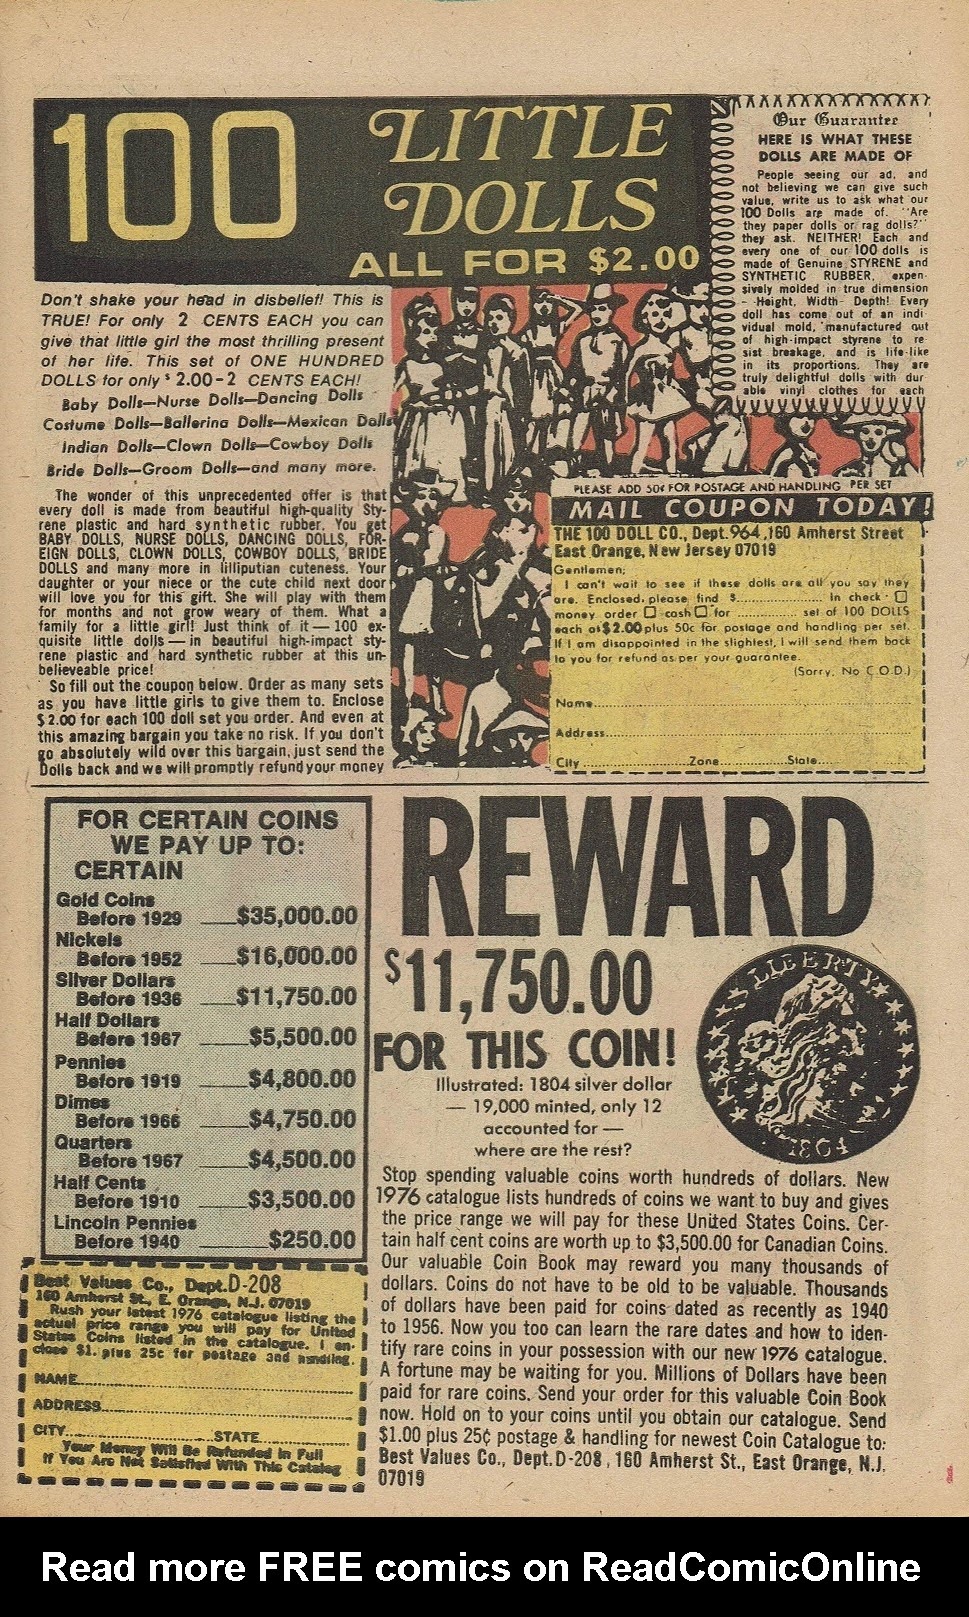 100
LITTLE
DOLLS
ALL FOR $2.00
Don't shake your head in disbelief! This is
TRUE! For only 2 CENTS EACH you can
give that little girl the most thrilling present
of her life. This set of ONE HUNDRED
DOLLS for only $2.00–2 CENTS EACH!
Baby Dolls—Nurse Dolls—Dancing Dolls
Costume Dolls—Ballerina Dolls—Mexican Dolls
Indian Dolls—Clown Dolls—Cowboy Dolls
Bride Dolls—Groom Dolls—and many more.
The wonder of this unprecedented offer is that
every doll is made from beautiful high-quality Sty-
rene plastic and hard synthetic rubber. You get
BABY DOLLS, NURSE DOLLS, DANCING DOLLS, FOR-
EIGN DOLLS, CLOWN DOLLS, COWBOY DOLLS, BRIDE
DOLLS and many more in lilliputian cuteness. Your
daughter or your niece or the cute child next door
will love you for this gift. She will play with them
for months and not grow weary of them. What a
family for a little girl! Just think of it — 100 ex-
quisite little dolls — in beautiful high-impact sty-
rene plastic and hard synthetic rubber at this un-
believeable price!
So fill out the coupon below. Order as many sets
as you have little girls to give them to. Enclose
$2.00 for each 100 doll set you order. And even at
this amazing bargain you take no risk. If you don't
go absolutely wild over this bargain, just send the
Dolls back and we will promptly refund your money
Our Guarantee
HERE IS WHAT THESE
DOLLS ARE MADE OF
People seeing our ad, and
not believing we can give such
value, write us to ask what our
100 Dolls are made of. "Are
they paper dolls or rag dolls?"
they ask. NEITHER! Each and
every one of our 100 dolls is
made of Genuine STYRENE and
SYNTHETIC RUBBER, expen-
sively molded in true dimension
- Height, Width- Depth! Every
doll has come out of an indi-
vidual mold, manufactured out
of high-impact styrene to re-
sist breakage, and is life-like
in its proportions. They are
truly delightful dolls with dur-
able vinyl clothes for each
PLEASE ADD 50¢ FOR POSTAGE AND HANDLING PER SET
MAIL COUPON TODAY!
THE 100 DOLL CO., Dept. 964, 160 Amherst Street
East Orange, New Jersey 07019
Gentlemen;
I can't wait to see if these dolls are all you say they
are. Enclosed, please find $.................... In check
money order cash for .............. set of 100 DOLLS
each at $2.00 plus 50c for postage and handling per set.
If I am disappointed in the slightest, I will send them back
to you for refund as per your guarantee.
(Sorry, No C.O.D.)
Name
Address
City Zone State
FOR CERTAIN COINS
WE PAY UP TO:
CERTAIN
Gold Coins
Before 1929 $35,000.00
Nickels
Before 1952 $16,000.00
Silver Dollars
Before 1936 $11,750.00
Half Dollars
Before 1967 $5,500.00
Pennies
Before 1919 $4,800.00
Dimes
Before 1966 $4,750.00
Quarters
Before 1967 $4,500.00
Half Cents
Before 1910 $3,500.00
Lincoln Pennies
Before 1940 $250.00
Best Values Co., Dept. D-208
160 Amherst St., E. Orange, N.J. 07019
Rush your latest 1976 catalogue listing the
actual price range you will pay for United
States Coins listed in the catalogue. I en-
close $1. plus 25c for postage and handling.
NAME
ADDRESS
CITY STATE
Your Money Will Be Refunded In Full
If You Are Not Satisfied With This Catalog
REWARD
$11,750.00
FOR THIS COIN!
Illustrated: 1804 silver dollar
— 19,000 minted, only 12
accounted for —
where are the rest?
LIBERTY
1804
Stop spending valuable coins worth hundreds of dollars. New
1976 catalogue lists hundreds of coins we want to buy and gives
the price range we will pay for these United States Coins. Cer-
tain half cent coins are worth up to $3,500.00 for Canadian Coins.
Our valuable Coin Book may reward you many thousands of
dollars. Coins do not have to be old to be valuable. Thousands
of dollars have been paid for coins dated as recently as 1940
to 1956. Now you too can learn the rare dates and how to iden-
tify rare coins in your possession with our new 1976 catalogue.
A fortune may be waiting for you. Millions of Dollars have been
paid for rare coins. Send your order for this valuable Coin Book
now. Hold on to your coins until you obtain our catalogue. Send
$1.00 plus 25¢ postage & handling for newest Coin Catalogue to:
Best Values Co., Dept. D-208, 160 Amherst St., East Orange, N.J.
07019
Read more FREE comics on ReadComicOnline